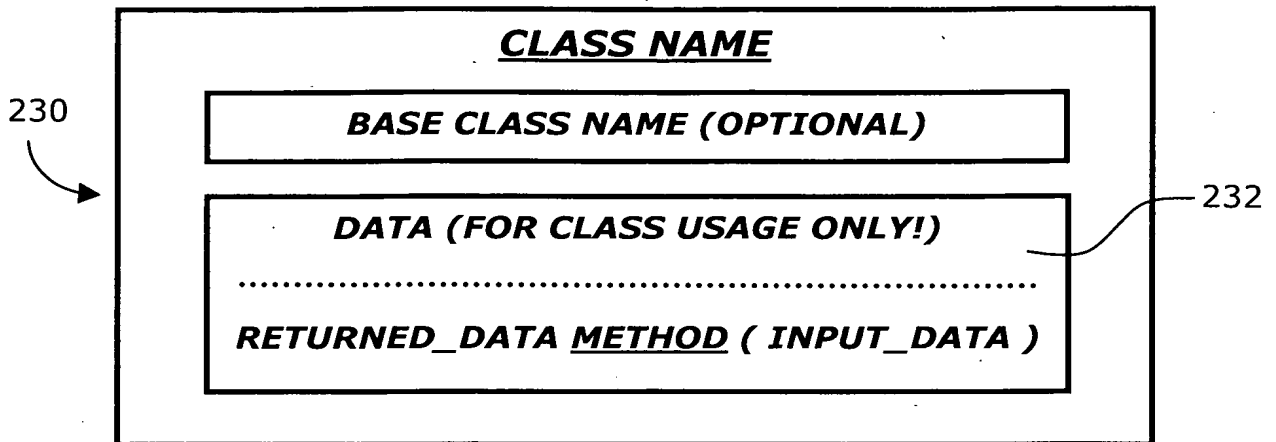 CLASS NAME
230
BASE CLASS NAME (OPTIONAL)
232
DATA (FOR CLASS USAGE ONLY!)
RETURNED_DATA METHOD ( INPUT_DATA )